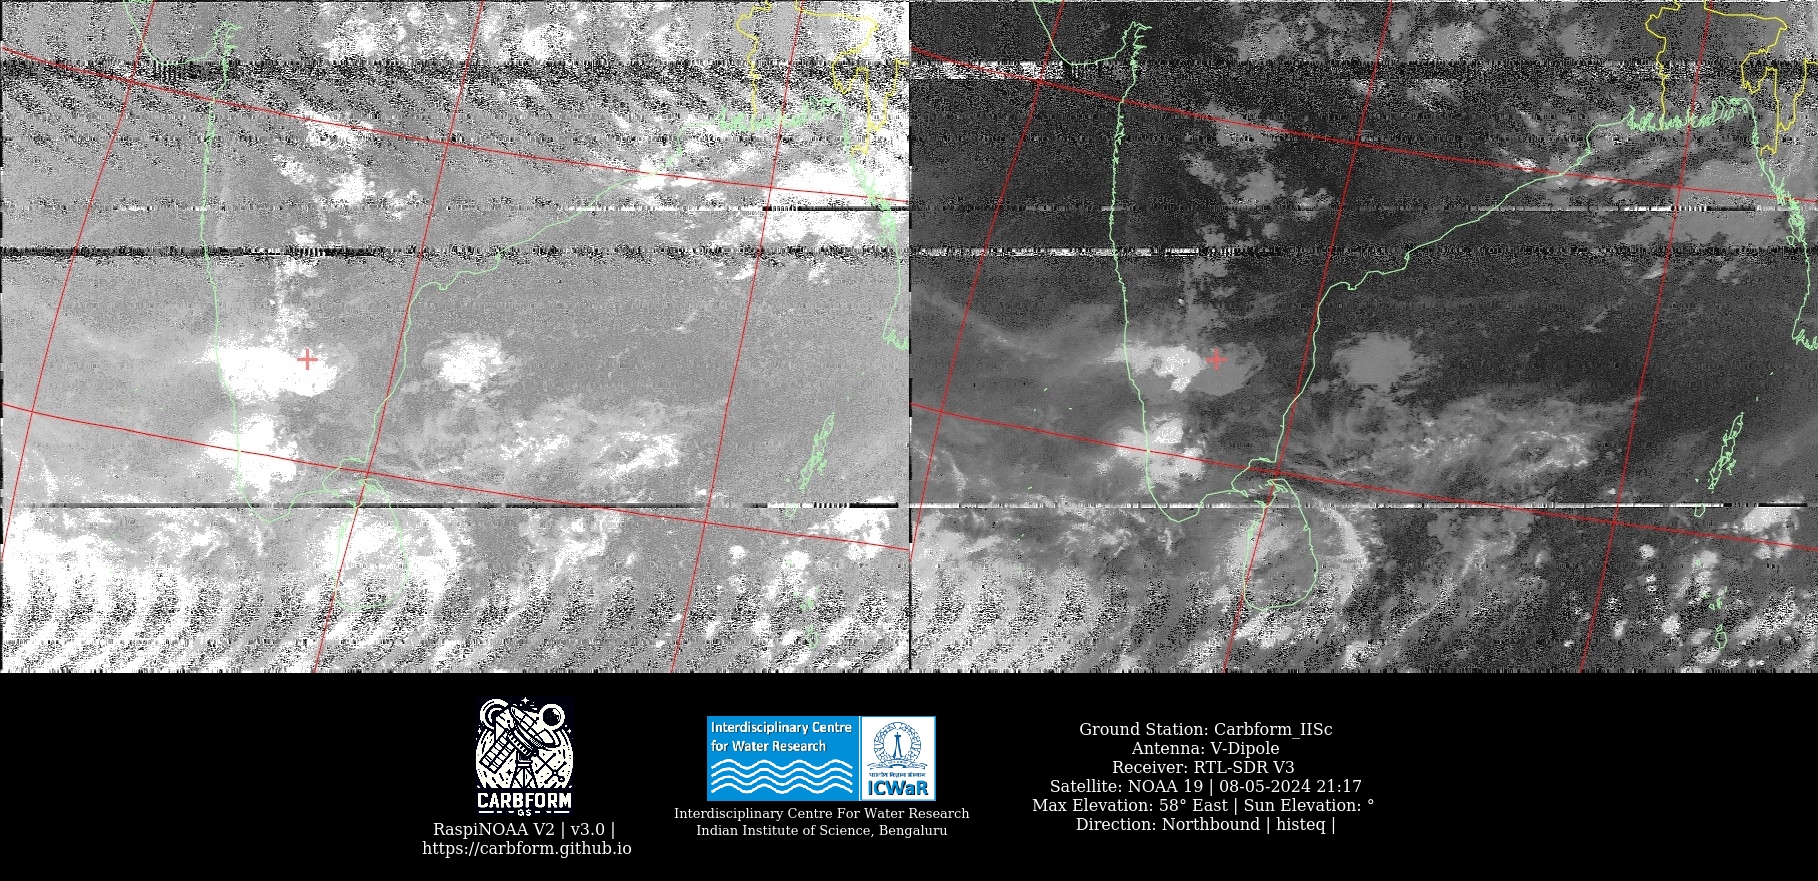 CARBFORM
GS
RaspiNOAA V2 | v3.0 |
https://carbform.github.io
Interdisciplinary Centre
for Water Research
भारतीय विज्ञान संस्थान
ICWaR
Interdisciplinary Centre For Water Research
Indian Institute of Science, Bengaluru
Ground Station: Carbform_IISc
Antenna: V-Dipole
Receiver: RTL-SDR V3
Satellite: NOAA 19 | 08-05-2024 21:17
Max Elevation: 58° East | Sun Elevation: °
Direction: Northbound | histeq |